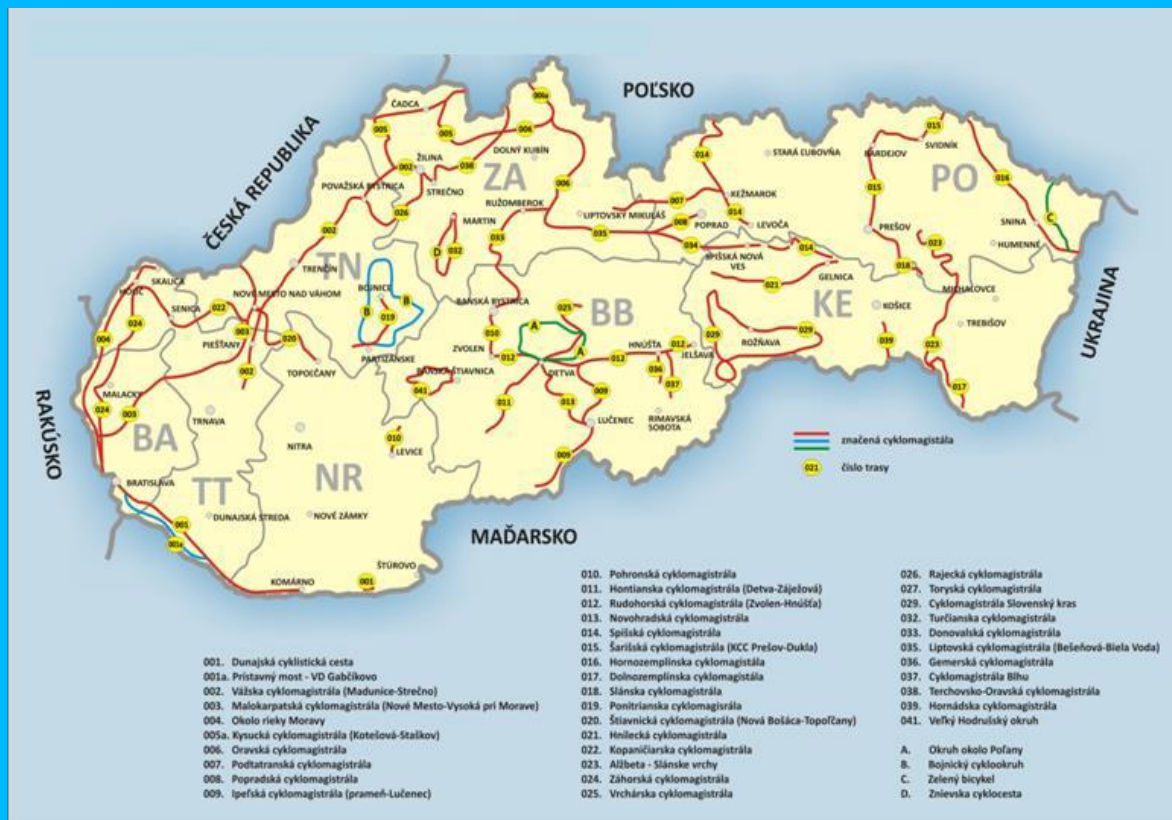 POĽSKO
ČESKÁ REPUBLIKA
RAKÚSKO
MAĎARSKO
UKRAJINA
ZA
PO
TN
BB
KE
BA
TT
NR
ČADCA
ŽILINA
DOLNÝ KUBÍN
STREČNO
POVAŽSKÁ BYSTRICA
RUŽOMBEROK
MARTIN
LIPTOVSKÝ MIKULÁŠ
STARÁ ĽUBOVŇA
KEŽMAROK
POPRAD
LEVOČA
SPIŠSKÁ NOVÁ
VES
GELNICA
BARDEJOV
SVIDNÍK
PREŠOV
SNINA
HUMENNÉ
MICHAĽOVCE
TREBIŠOV
KOŠICE
ROŽŇAVA
JELŠAVA
HNÚŠŤA
RIMAVSKÁ
SOBOTA
LUČENEC
DETVA
ZVOLEN
BANSKÁ BYSTRICA
BANSKÁ ŠTIAVNICA
LEVICE
TRENČÍN
BOJNICE
PARTIZÁNSKE
TOPOĽČANY
NOVÉ MESTO NAD VÁHOM
PIEŠŤANY
SKALICA
HOLÍČ
SENICA
MALACKY
TRNAVA
NITRA
BRATISLAVA
DUNAJSKÁ STREDA
NOVÉ ZÁMKY
KOMÁRNO
ŠTÚROVO
značená cyklomagistála
021 číslo trasy
001. Dunajská cyklistická cesta
001a. Prístavný most - VD Gabčíkovo
002. Vážska cyklomagistrála (Madunice-Strečno)
003. Malokarpatská cyklomagistrála (Nové Mesto-Vysoká pri Morave)
004. Okolo rieky Moravy
005a. Kysucká cyklomagistrála (Kotešová-Staškov)
006. Oravská cyklomagistrála
007. Podtatranská cyklomagistrála
008. Popradská cyklomagistrála
009. Ipeľská cyklomagistrála (prameň-Lučenec)
010. Pohronská cyklomagistrála
011. Hontianska cyklomagistrála (Detva-Záježová)
012. Rudohorská cyklomagistrála (Zvolen-Hnúšťa)
013. Novohradská cyklomagistrála
014. Spišská cyklomagistrála
015. Šarišská cyklomagistrála (KCC Prešov-Dukla)
016. Hornozemplínska cyklomagistála
017. Dolnozemplínska cyklomagistála
018. Slánska cyklomagistrála
019. Ponitrianska cyklomagisrála
020. Štiavnická cyklomagistrála (Nová Bošáca-Topoľčany)
021. Hnilecká cyklomagistrála
022. Kopaničiarska cyklomagistrála
023. Alžbeta - Slánske vrchy
024. Záhorská cyklomagistrála
025. Vrchárska cyklomagistrála
026. Rajecká cyklomagistrála
027. Toryská cyklomagistrála
029. Cyklomagistrála Slovenský kras
032. Turčianska cyklomagistrála
033. Donovalská cyklomagistrála
035. Liptovská cyklomagistrála (Bešeňová-Biela Voda)
036. Gemerská cyklomagistrála
037. Cyklomagistrála Blhu
038. Terchovsko-Oravská cyklomagistrála
039. Hornádska cyklomagistrála
041. Veľký Hodrušský okruh
A. Okruh okolo Poľany
B. Bojnický cyklookruh
C. Zelený bicykel
D. Znievska cyklocesta